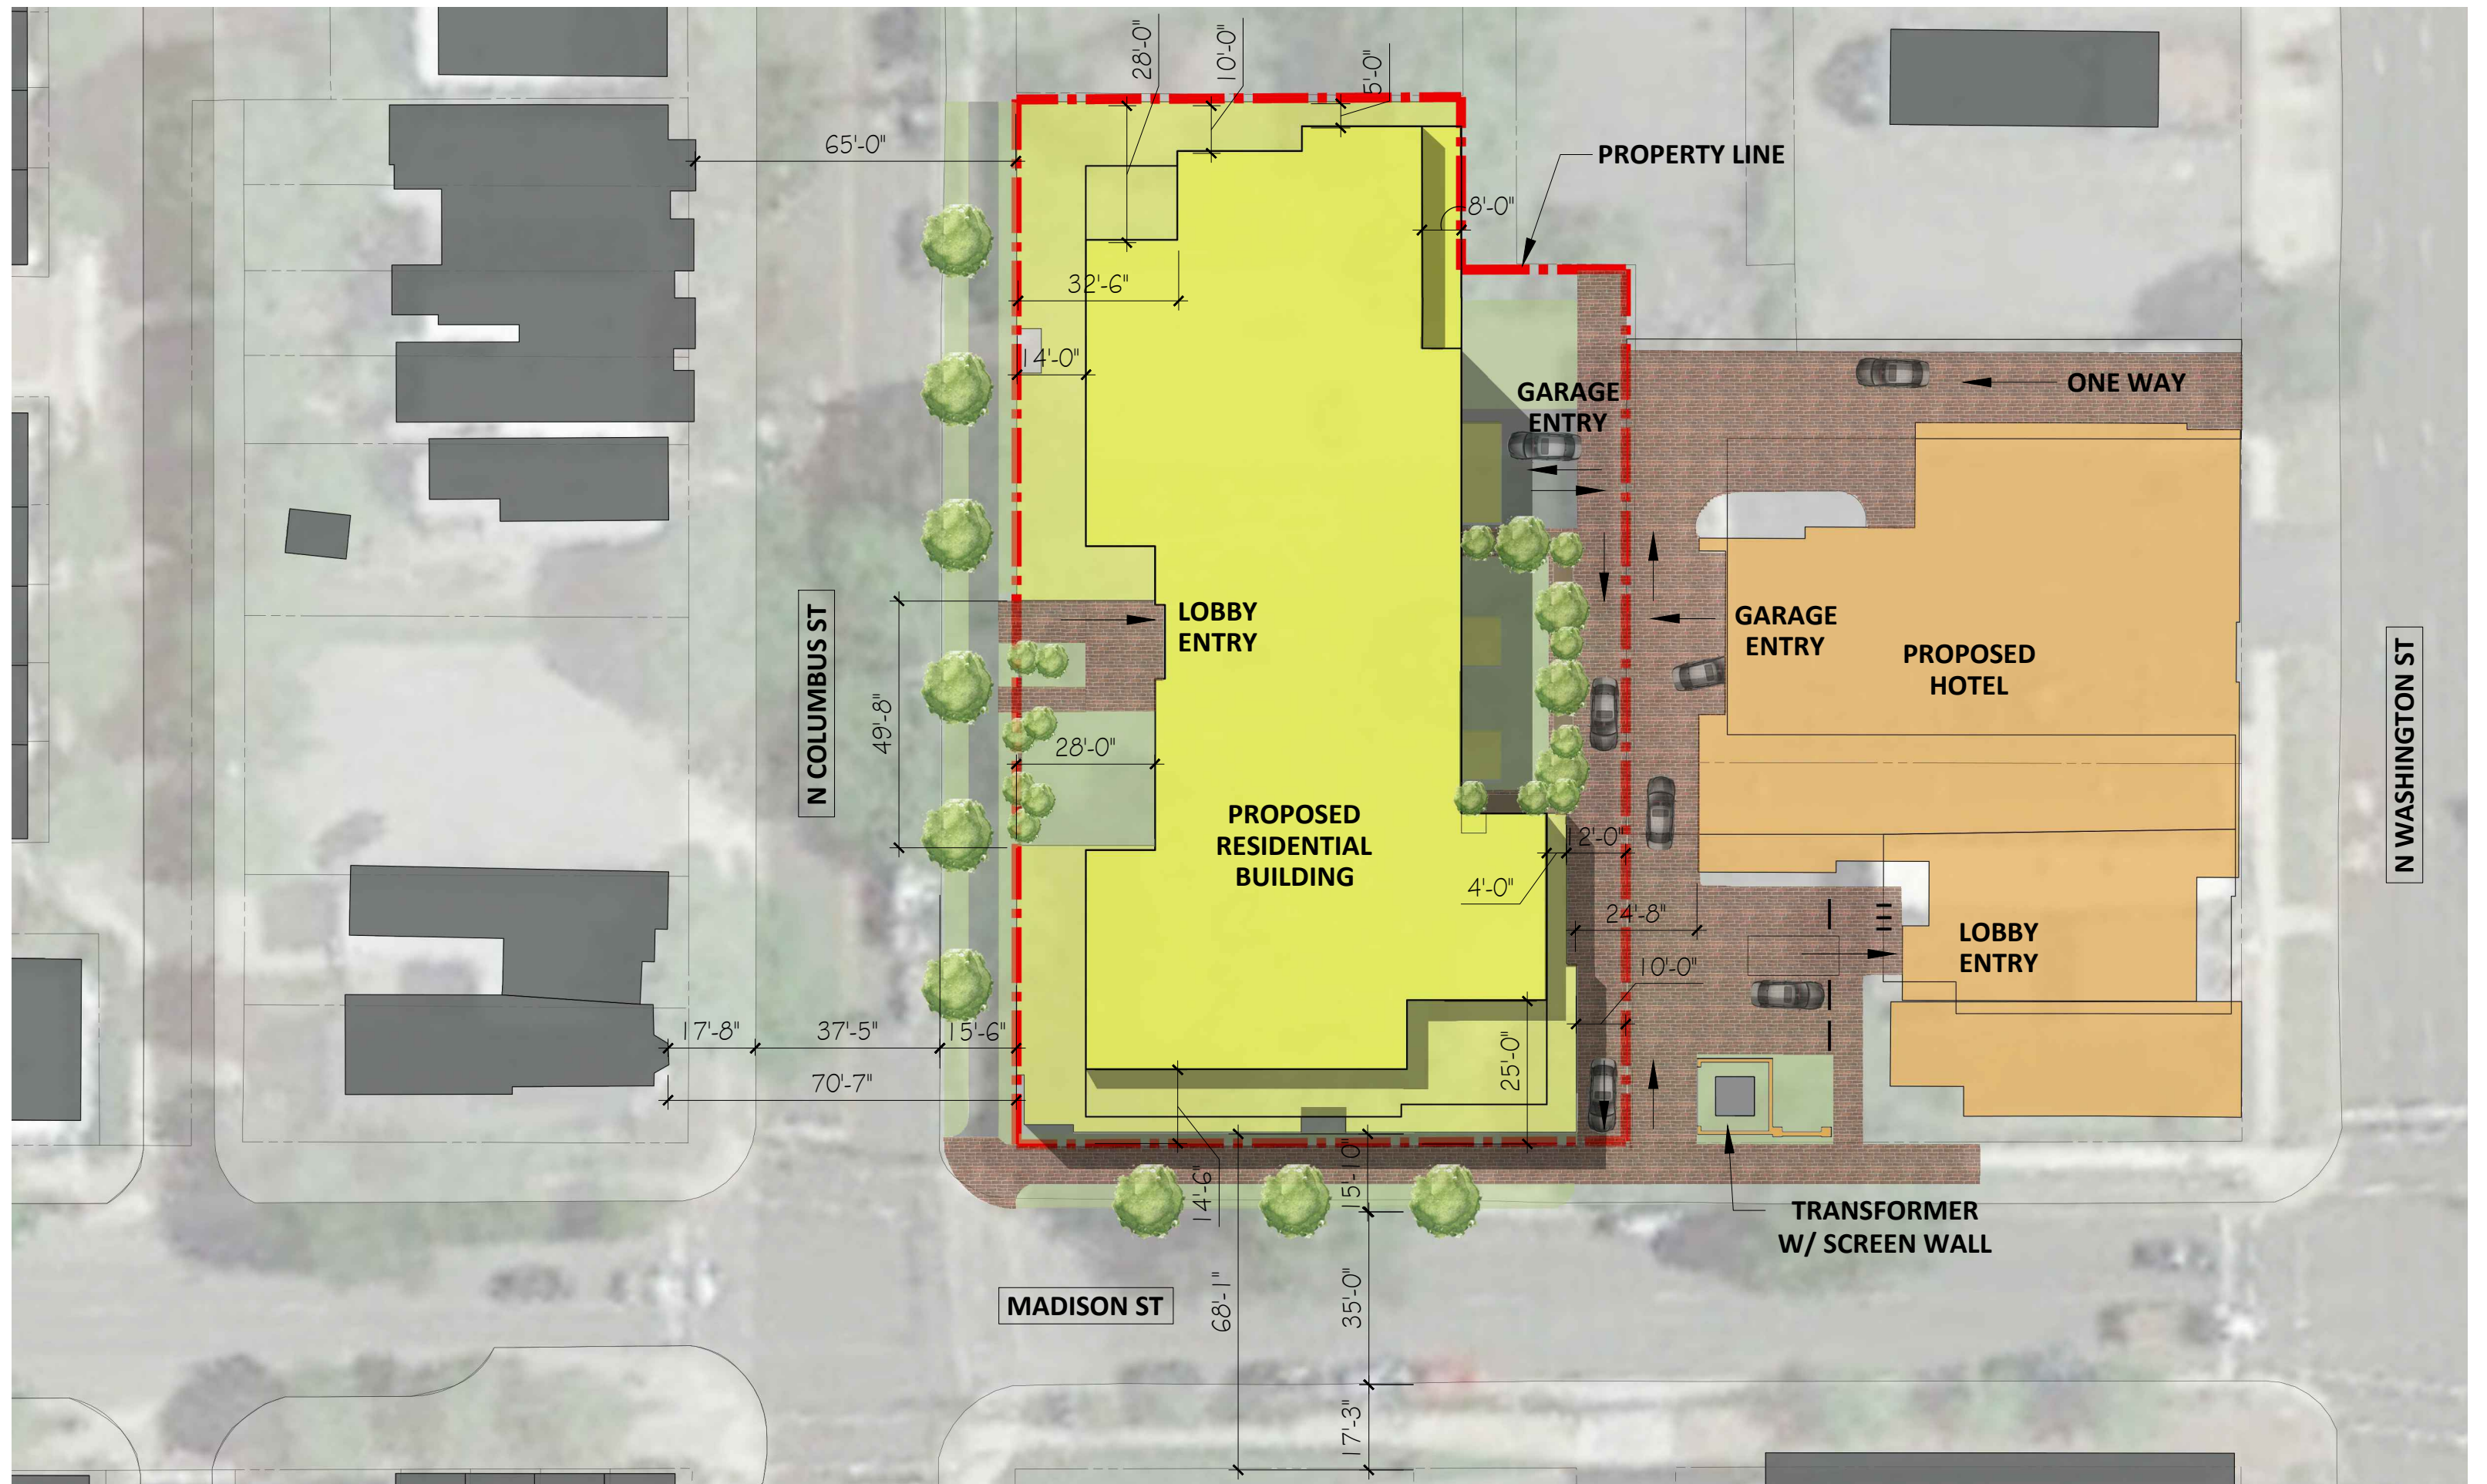 28'-0"
10'-0"
5'-0"
65'-0"
PROPERTY LINE
8'-0"
32'-6"
14'-0"
GARAGE
ENTRY
ONE WAY
LOBBY
ENTRY
GARAGE
ENTRY
PROPOSED
HOTEL
N COLUMBUS ST
49'-8"
28'-0"
N WASHINGTON ST
PROPOSED
RESIDENTIAL
BUILDING
12'-0"
4'-0"
24'-8"
LOBBY
ENTRY
10'-0"
17'-8"
37'-5"
15'-6"
70'-7"
25'-0"
14'-6"
15'-10"
TRANSFORMER
W/ SCREEN WALL
MADISON ST
68'-1"
35'-0"
17'-3"